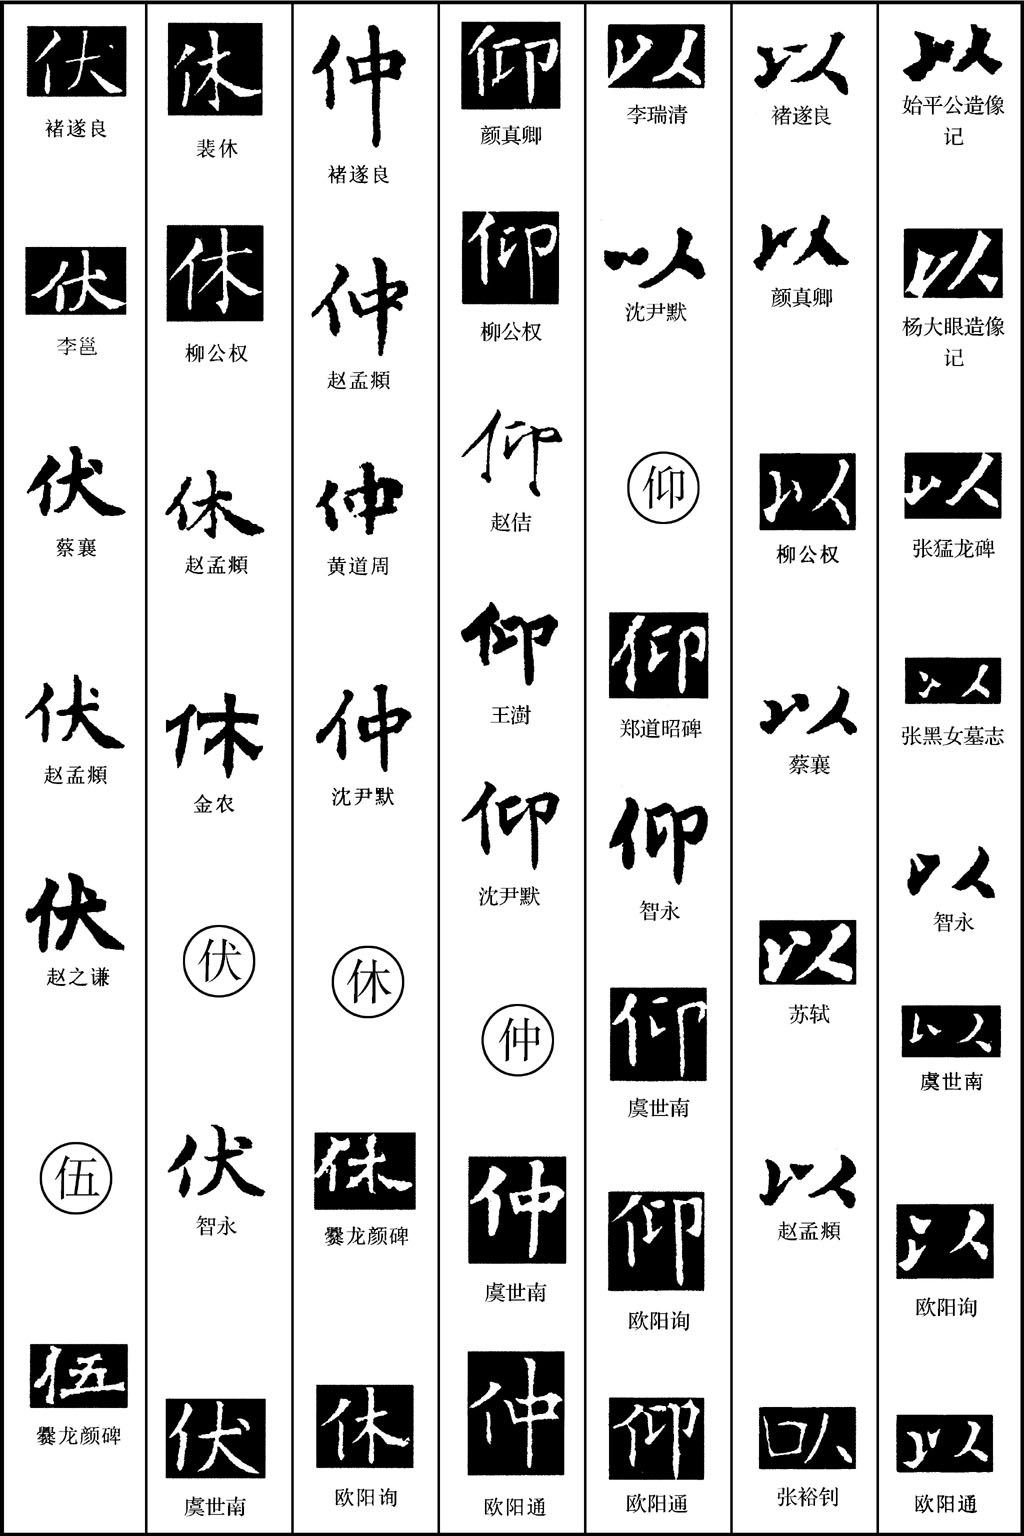 以
始平公造像
记
以
杨大眼造像
记
以
张猛龙碑
以
张黑女墓志
以
智永
以
虞世南
以
欧阳询
以
欧阳通
以
褚遂良
以
颜真卿
以
柳公权
以
蔡襄
以
苏轼
以
赵孟頫
以
张裕钊
以
李瑞清
以
沈尹默
仰
仰
郑道昭碑
仰
智永
仰
虞世南
仰
欧阳询
仰
欧阳通
仰
颜真卿
仰
柳公权
仰
赵佶
仰
王澍
仰
沈尹默
仲
仲
虞世南
仲
欧阳通
仲
褚遂良
仲
赵孟頫
仲
黄道周
仲
沈尹默
休
休
爨龙颜碑
休
欧阳询
休
裴休
休
柳公权
休
赵孟頫
休
金农
伏
伏
智永
伏
虞世南
伏
褚遂良
伏
李邕
伏
蔡襄
伏
赵孟頫
伏
赵之谦
伍
伍
爨龙颜碑